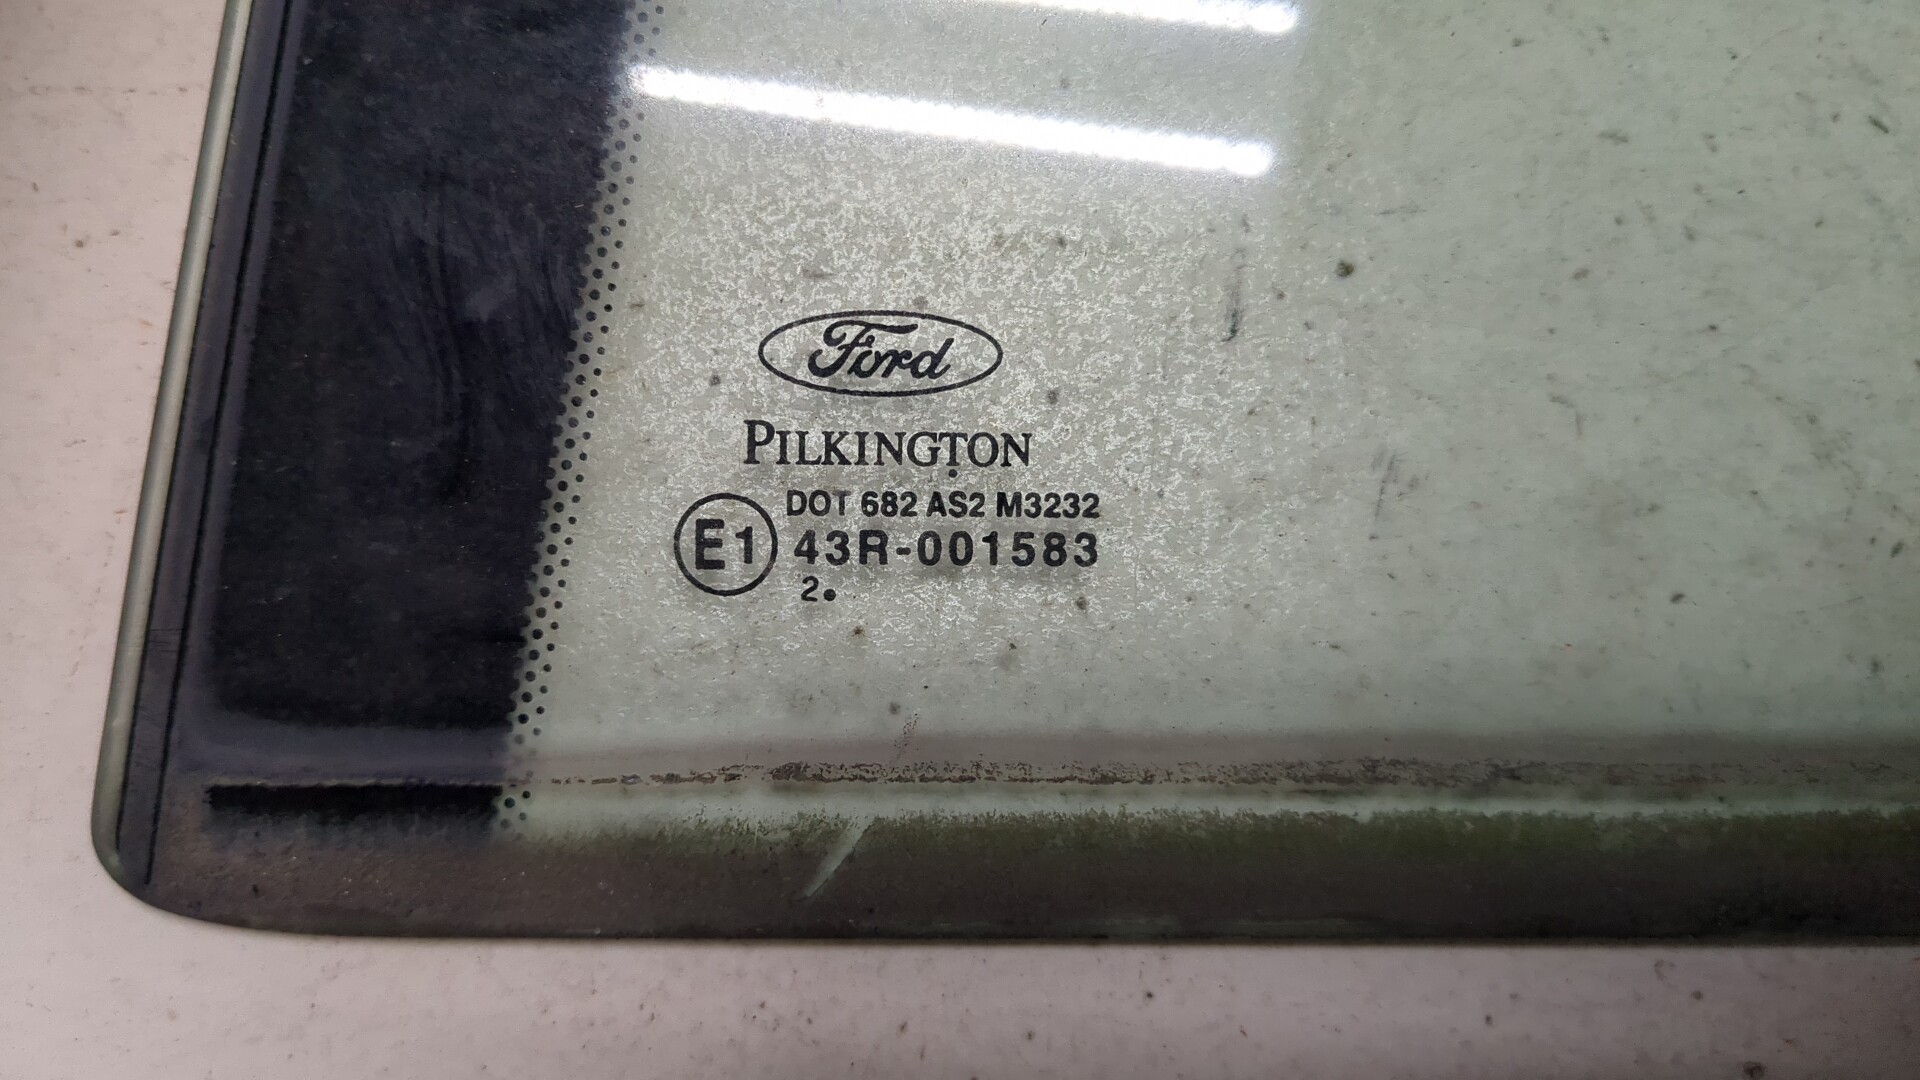 Ford
PILKINGTON
DOT 682 AS2 M3232
E1 43R-001583
2.